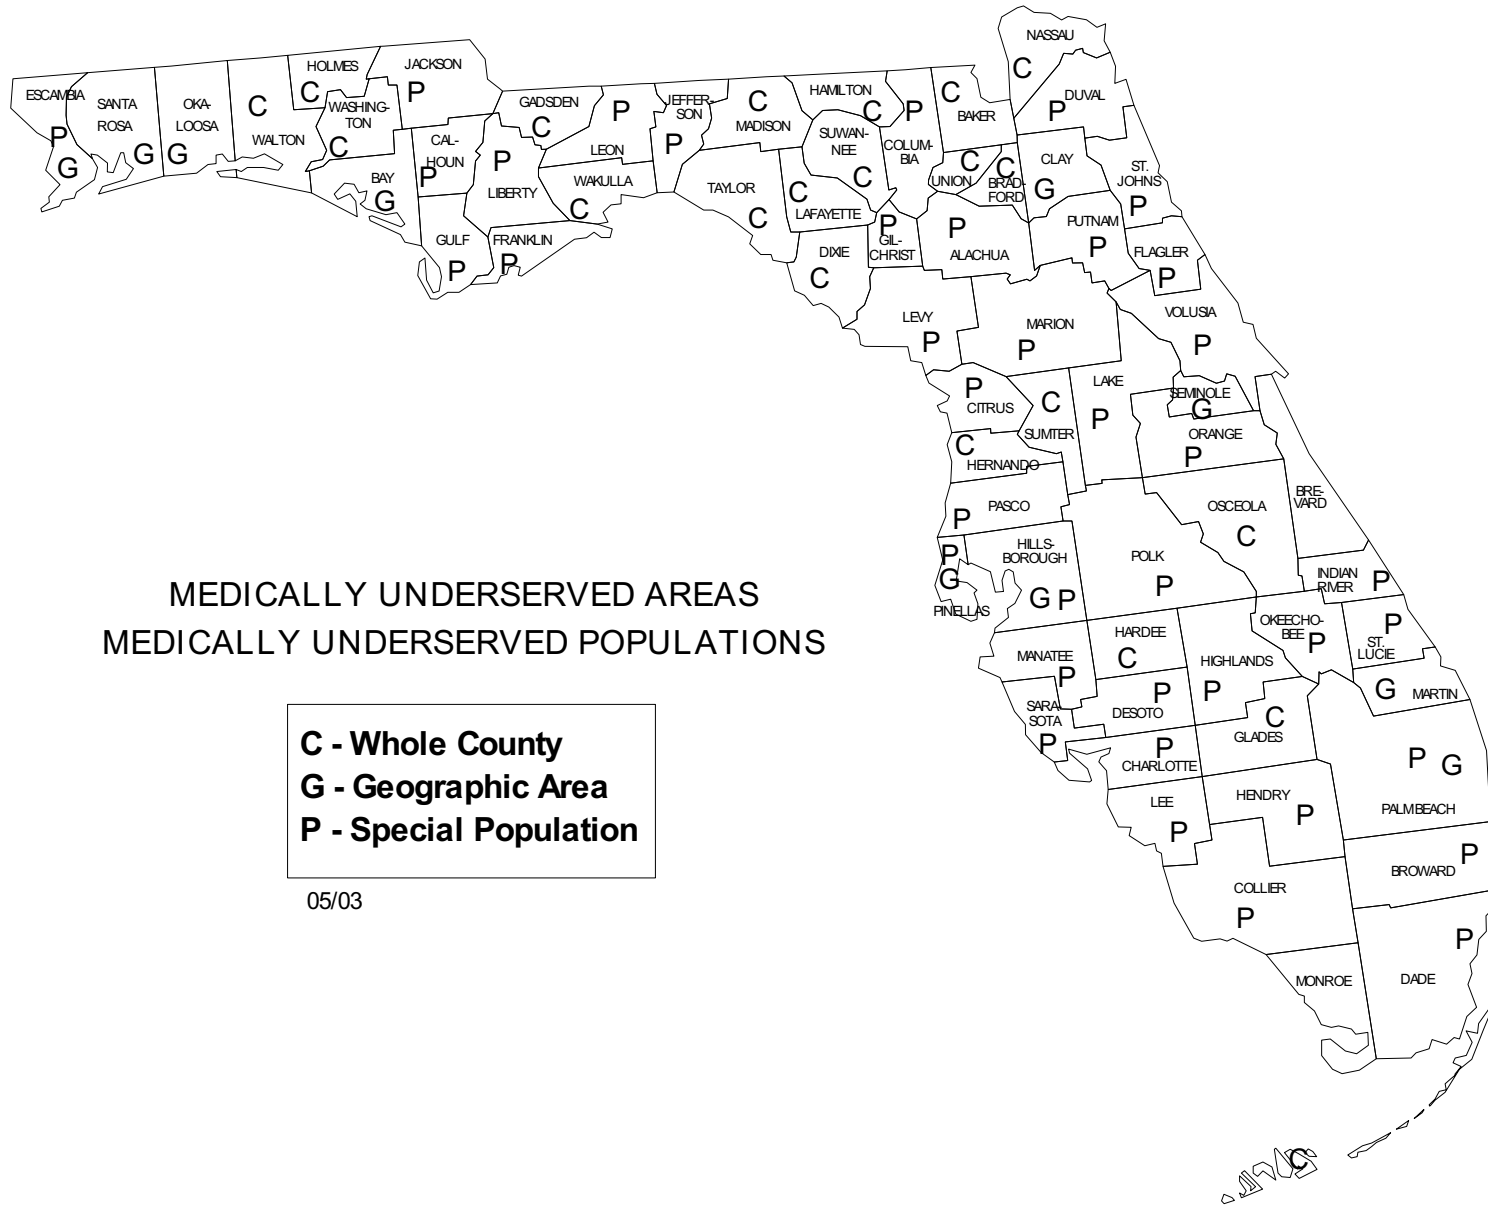 NASSAU
C
HOLMES
C
JACKSON
P
ESCAMBIA
P
G
SANTA
ROSA
G
OKA-
LOOSA
G
C
WALTON
WASHING-
TON
C
GADSDEN
C
P
LEON
JEFFER-
SON
P
C
MADISON
HAMILTON
C
P
COLUM-
BIA
C
BAKER
DUVAL
P
CAL-
HOUN
P
P
LIBERTY
WAKULLA
C
BAY
G
GULF
P
FRANKLIN
P
TAYLOR
C
SUWAN-
NEE
C
C
LAFAYETTE
C
UNION
C
BRAD-
FORD
CLAY
G
ST.
JOHNS
P
DIXIE
C
P
GIL-
CHRIST
P
ALACHUA
PUTNAM
P
FLAGLER
P
LEVY
P
MARION
P
VOLUSIA
P
P
CITRUS
C
SUMTER
LAKE
P
SEMINOLE
G
ORANGE
P
C
HERNANDO
PASCO
P
OSCEOLA
C
BRE-
VARD
P
G
PINELLAS
HILLS-
BOROUGH
G P
POLK
P
INDIAN
RIVER
P
MEDICALLY UNDERSERVED AREAS
MEDICALLY UNDERSERVED POPULATIONS
MANATEE
P
HARDEE
C
HIGHLANDS
P
OKEECHO-
BEE
P
P
ST.
LUCIE
G
MARTIN
SARA-
SOTA
P
P
DESOTO
C
GLADES
P
CHARLOTTE
P G
PALM BEACH
C - Whole County
G - Geographic Area
P - Special Population
05/03
LEE
P
HENDRY
P
P
BROWARD
COLLIER
P
P
DADE
MONROE
C